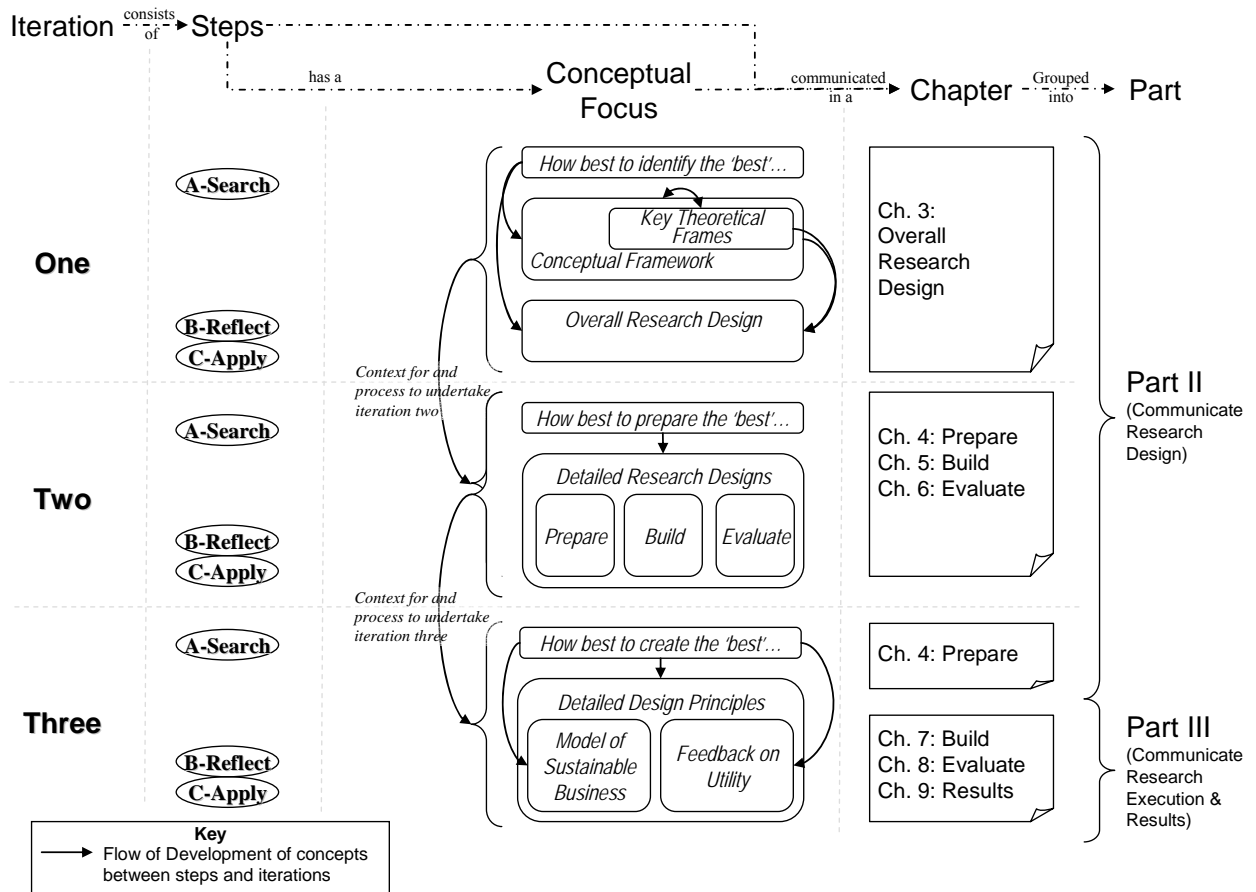 Iteration
consists
of
Steps
has a
Conceptual
Focus
communicated
in a
Chapter
Grouped
into
Part
One
A-Search
B-Reflect
C-Apply
How best to identify the 'best'…
Key Theoretical
Frames
Conceptual Framework
Overall Research Design
Ch. 3:
Overall
Research
Design
Context for and
process to undertake
iteration two
Two
A-Search
B-Reflect
C-Apply
How best to prepare the 'best'…
Detailed Research Designs
Prepare
Build
Evaluate
Ch. 4: Prepare
Ch. 5: Build
Ch. 6: Evaluate
Part II
(Communicate
Research
Design)
Context for and
process to undertake
iteration three
Three
A-Search
B-Reflect
C-Apply
How best to create the 'best'…
Detailed Design Principles
Model of
Sustainable
Business
Feedback on
Utility
Ch. 4: Prepare
Ch. 7: Build
Ch. 8: Evaluate
Ch. 9: Results
Part III
(Communicate
Research
Execution &
Results)
Key
Flow of Development of concepts
between steps and iterations